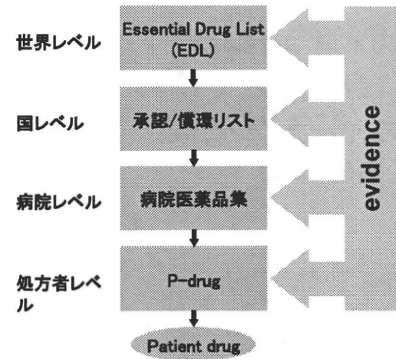 世界レベル
Essential Drug List
(EDL)
国レベル
承認/償環リスト
病院レベル
病院医薬品集
処方者レベ
ル
P-drug
Patient drug
evidence